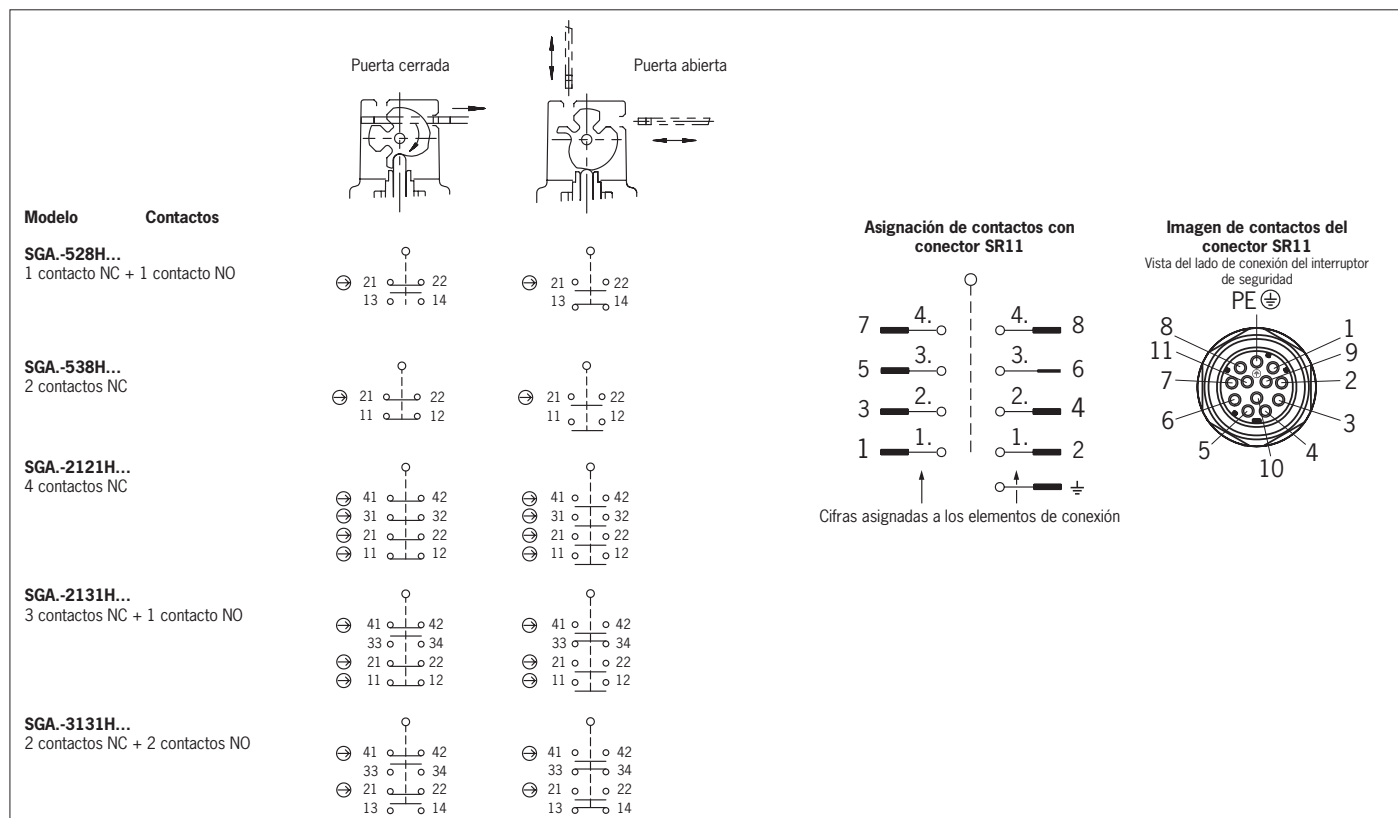 Puerta cerrada
Puerta abierta
Modelo Contactos
SGA.-528H...
1 contacto NC + 1 contacto NO
21 22
13 14
21 22
13 14
SGA.-538H...
2 contactos NC
21 22
11 12
21 22
11 12
SGA.-2121H...
4 contactos NC
41 42
31 32
21 22
11 12
41 42
31 32
21 22
11 12
SGA.-2131H...
3 contactos NC + 1 contacto NO
41 42
33 34
21 22
11 12
41 42
33 34
21 22
11 12
SGA.-3131H...
2 contactos NC + 2 contactos NO
41 42
33 34
21 22
13 14
41 42
33 34
21 22
13 14
Asignación de contactos con
conector SR11
7 4. 4. 8
5 3. 3. 6
3 2. 2. 4
1 1. 1. 2
Cifras asignadas a los elementos de conexión
Imagen de contactos del
conector SR11
Vista del lado de conexión del interruptor
de seguridad
PE
8 1
11 9
7 2
6 3
5 4
10